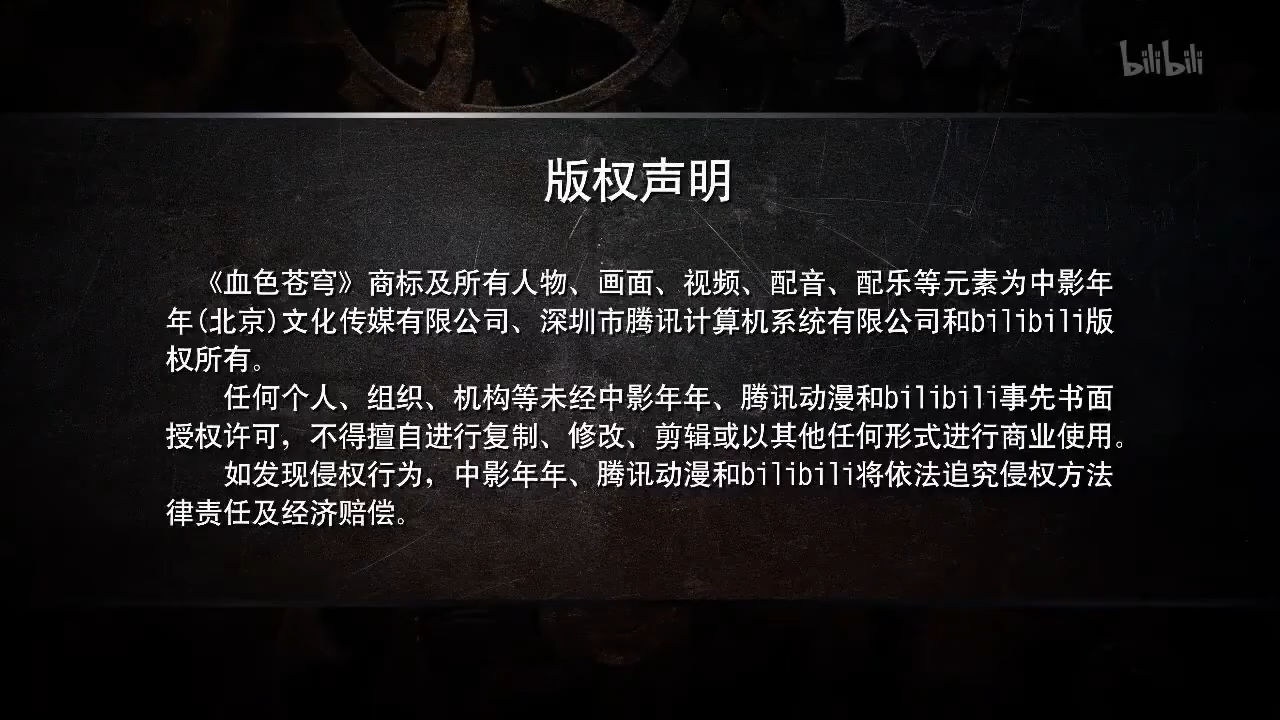 bilibili
版权声明
《血色苍穹》商标及所有人物、画面、视频、配音、配乐等元素为中影年
年(北京)文化传媒有限公司、深圳市腾讯计算机系统有限公司和bilibili版
权所有。
任何个人、组织、机构等未经中影年年、腾讯动漫和bilibili事先书面
授权许可，不得擅自进行复制、修改、剪辑或以其他任何形式进行商业使用。
如发现侵权行为，中影年年、腾讯动漫和bilibili将依法追究侵权方法
律责任及经济赔偿。